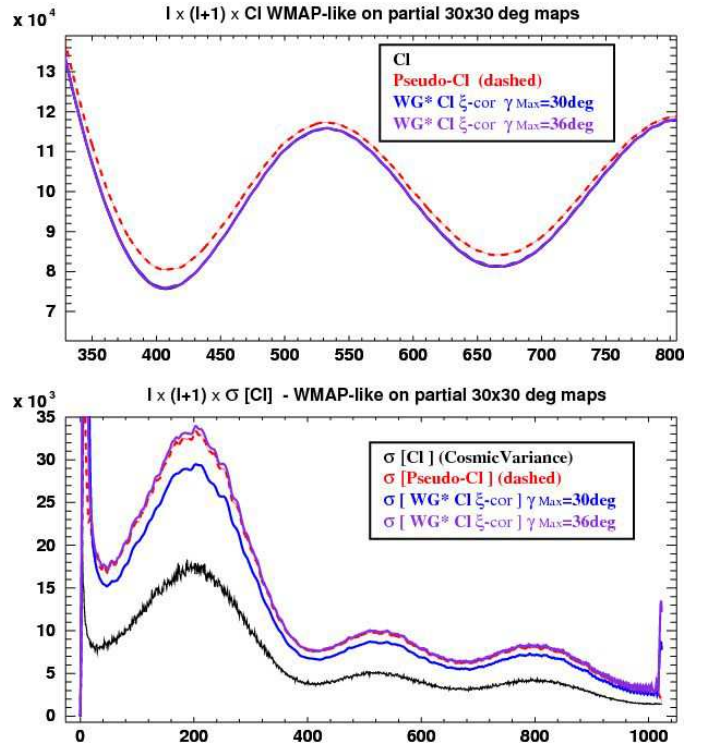 l x (l+1) x Cl WMAP-like on partial 30x30 deg maps
x 10⁴
Cl
Pseudo-Cl (dashed)
WG* Cl ξ-cor γ Max=30deg
WG* Cl ξ-cor γ Max=36deg
13
12
11
10
9
8
7
350 400 450 500 550 600 650 700 750 800
l x (l+1) x σ [Cl] - WMAP-like on partial 30x30 deg maps
x 10³
σ [Cl ] (CosmicVariance)
σ [Pseudo-Cl ] (dashed)
σ [ WG* Cl ξ-cor ] γ Max=30deg
σ [ WG* Cl ξ-cor ] γ Max=36deg
35
30
25
20
15
10
5
0
0 200 400 600 800 1000